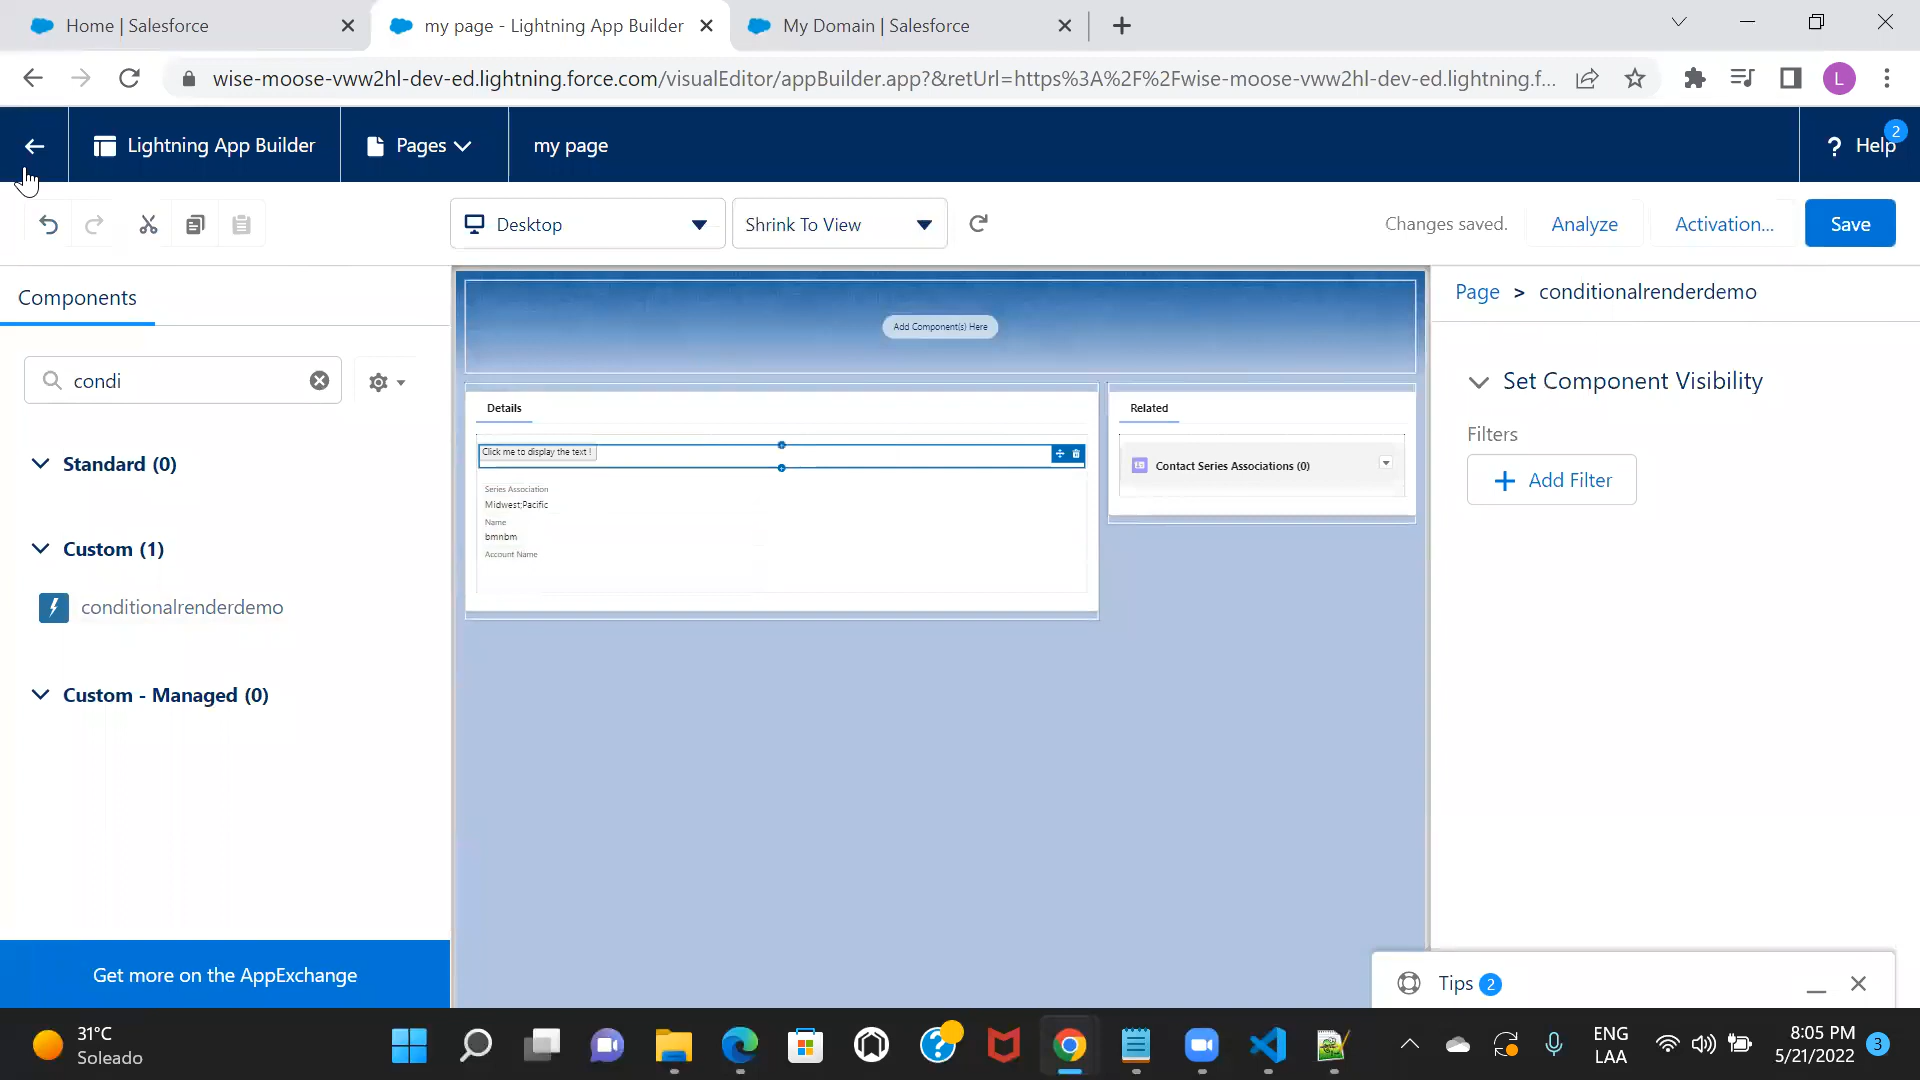 Home | Salesforce
my page - Lightning App Builder
My Domain | Salesforce
wise-moose-vww2hl-dev-ed.lightning.force.com/visualEditor/appBuilder.app?&retUrl=https%3A%2F%2Fwise-moose-vww2hl-dev-ed.lightning.f...
L
Lightning App Builder
Pages
my page
? Help
2
Desktop
Shrink To View
Changes saved.
Analyze
Activation...
Save
Components
condi
Standard (0)
Custom (1)
conditionalrenderdemo
Custom - Managed (0)
Get more on the AppExchange
Add Component(s) Here
Details
Click me to display the text !
Series Association
Midwest;Pacific
Name
bmnbm
Account Name
Related
Contact Series Associations (0)
Page > conditionalrenderdemo
Set Component Visibility
Filters
Add Filter
Tips 2
31°C
Soleado
ENG
LAA
8:05 PM
5/21/2022
3